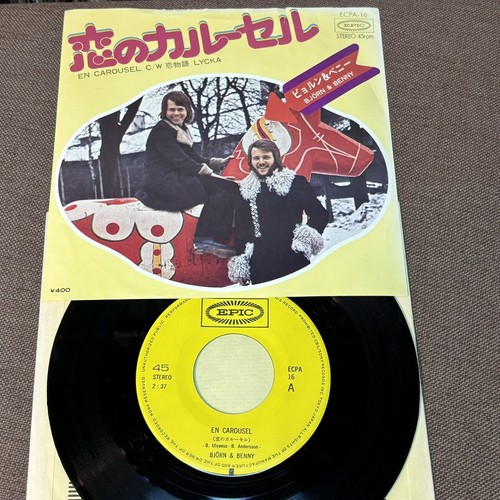 ECPA-16
EPIC
STEREO 45rpm
恋のカルーセル
EN CAROUSEL C/W 恋物語 LYCKA
ビョルン&ベニー
BJÖRN & BENNY
¥400
EPIC
45
STEREO
2:37
ECPA
16
A
EN CAROUSEL
(恋のカルーセル)
- B. Ulvaeus - B. Andersson -
BJÖRN & BENNY